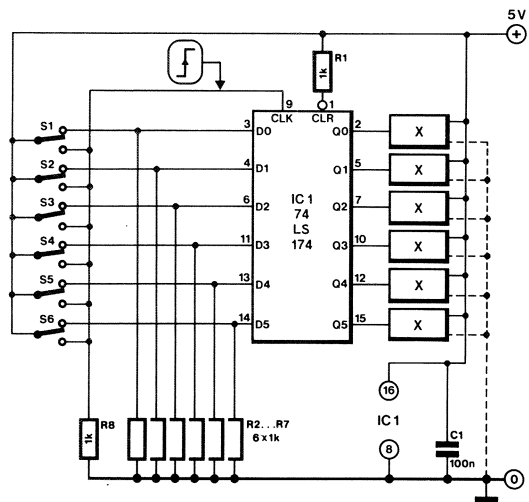 5V
+
R1
1k
9
CLK
1
CLR
S1
3
D0
Q0
2
X
S2
4
D1
Q1
5
X
S3
6
D2
IC 1
74
LS
174
Q2
7
X
S4
11
D3
Q3
10
X
S5
13
D4
Q4
12
X
S6
14
D5
Q5
15
X
16
IC 1
8
R8
1k
R2...R7
6x1k
C1
100n
0